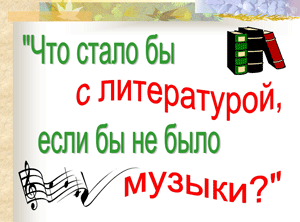 "Что стало бы
с литературой,
если бы не было
музыки?"